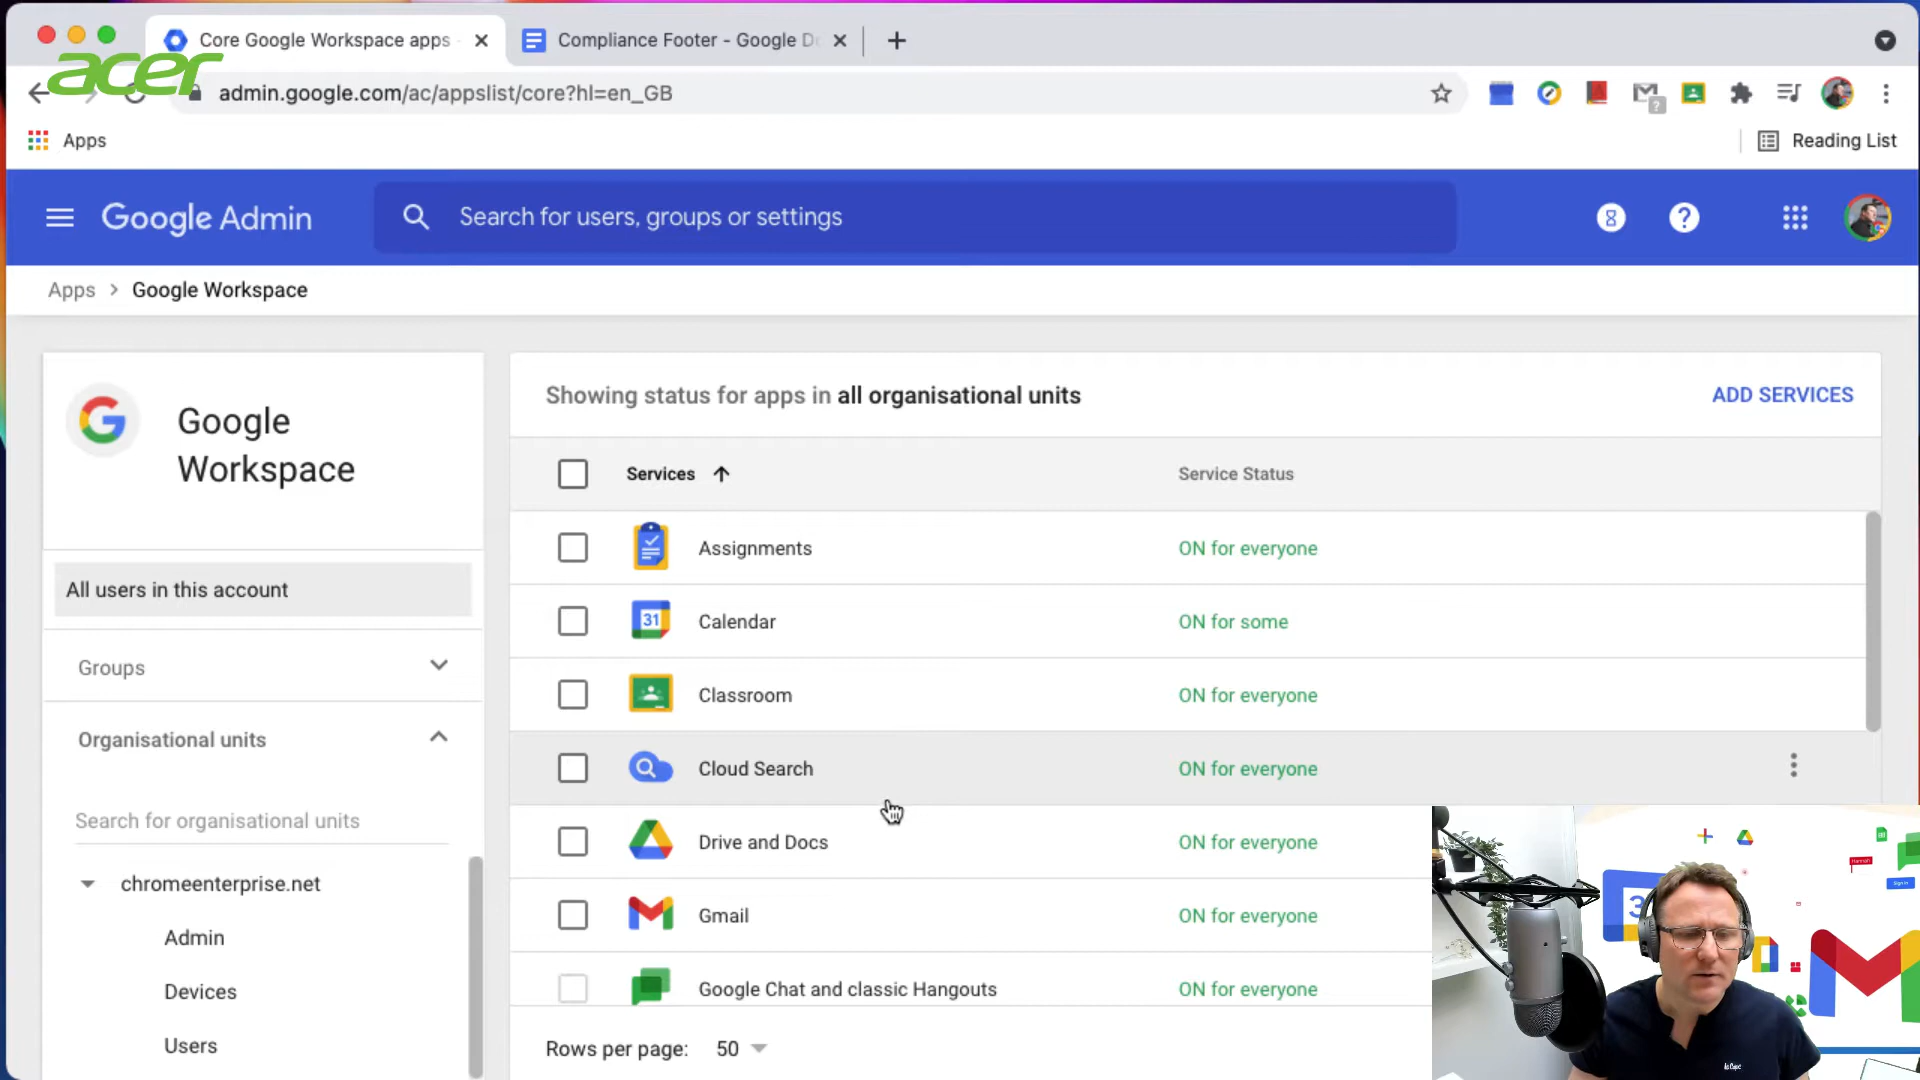 Core Google Workspace apps
Compliance Footer - Google D
acer
admin.google.com/ac/appslist/core?hl=en_GB
?
Apps
Reading List
Google Admin
Search for users, groups or settings
?
Apps > Google Workspace
Google
Workspace
Showing status for apps in all organisational units
ADD SERVICES
Services
Service Status
All users in this account
Assignments
ON for everyone
31
Calendar
ON for some
Groups
Classroom
ON for everyone
Organisational units
Cloud Search
ON for everyone
Search for organisational units
Drive and Docs
ON for everyone
chromeenterprise.net
Gmail
ON for everyone
Admin
Devices
Google Chat and classic Hangouts
ON for everyone
Users
Rows per page: 50
Hannah
Sign in
3